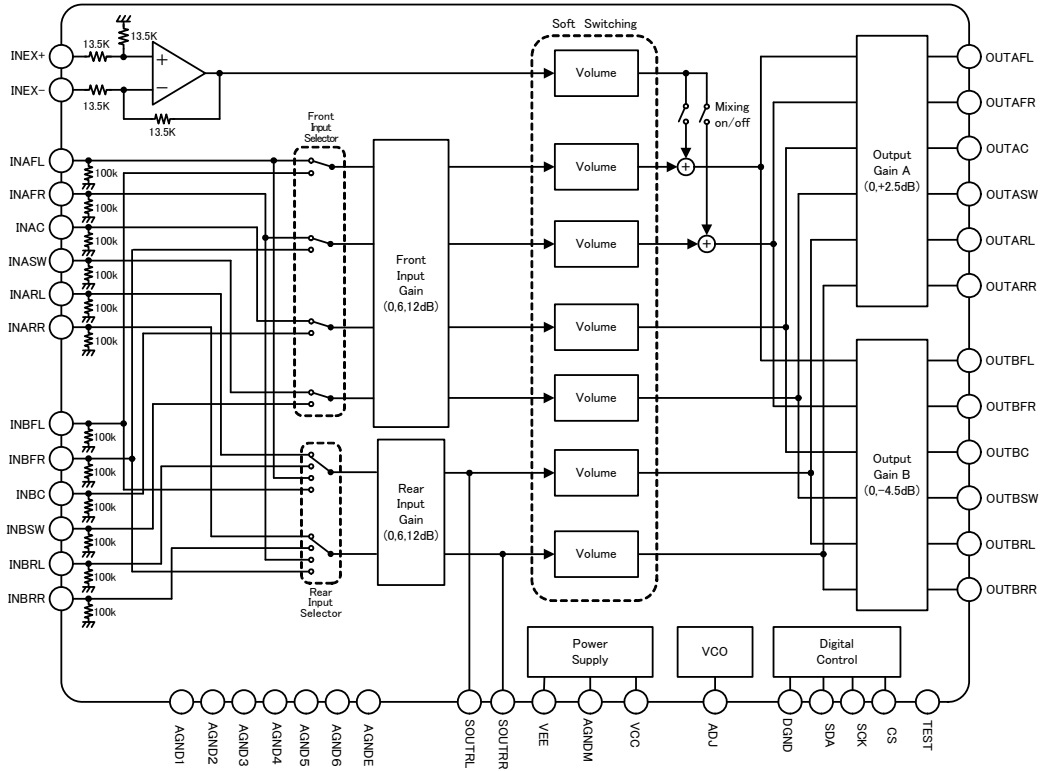 INEX+
INEX-
13.5K
13.5K
13.5K
13.5K
+
−
Soft Switching
Volume
Mixing
on/off
Front
Input
Selector
INAFL
100k
INAFR
100k
INAC
100k
INASW
100k
INARL
100k
INARR
100k
INBFL
100k
INBFR
100k
INBC
100k
INBSW
100k
INBRL
100k
INBRR
100k
Front
Input
Gain
(0,6,12dB)
Rear
Input
Gain
(0,6,12dB)
Rear
Input
Selector
Volume
+
Volume
+
Volume
Volume
Volume
Volume
Output
Gain A
(0,+2.5dB)
Output
Gain B
(0,-4.5dB)
OUTAFL
OUTAFR
OUTAC
OUTASW
OUTARL
OUTARR
OUTBFL
OUTBFR
OUTBC
OUTBSW
OUTBRL
OUTBRR
Power
Supply
VCO
Digital
Control
AGND1
AGND2
AGND3
AGND4
AGND5
AGND6
AGNDE
SOUTRL
SOUTRR
VEE
AGNDM
VCC
ADJ
DGND
SDA
SCK
CS
TEST